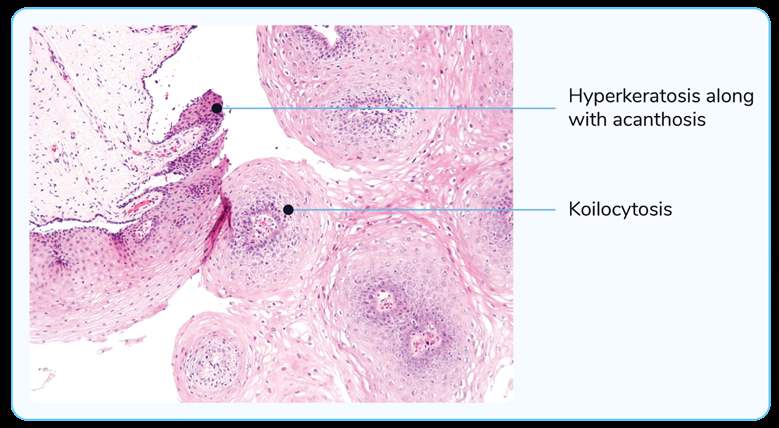 Hyperkeratosis along
with acanthosis
Koilocytosis